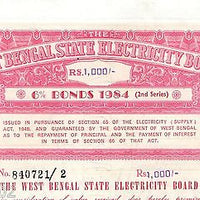 THE
BENGAL STATE ELECTRICITY BO
RS.1,000/-
6% BONDS 1984 (2nd Series)
ISSUED IN PURSUANCE OF SECTION 65 OF THE ELECTRICITY (SUPPLY)
ACT, 1948, AND GUARANTEED BY THE GOVERNMENT OF WEST BENGAL
AS TO THE REPAYMENT OF PRINCIPAL AND PAYMENT OF INTEREST IN
TERMS OF SECTION 66 OF THAT ACT.
No. 840721/2 Rs1,000/-
THE WEST BENGAL STATE ELECTRICITY BOARD